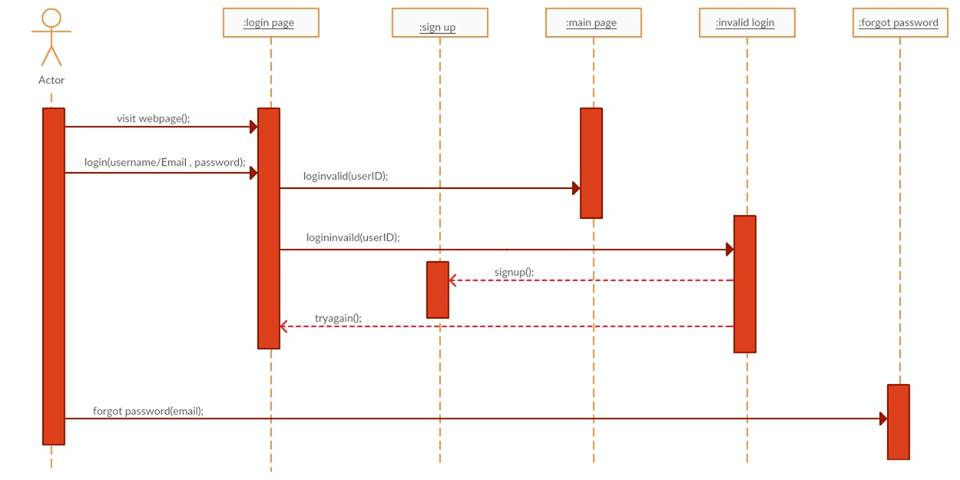 :login page
:sign up
:main page
:invalid login
:forgot password
Actor
visit webpage();
login(username/Email , password);
loginvalid(userID);
logininvaild(userID);
signup();
tryagain();
forgot password(email);